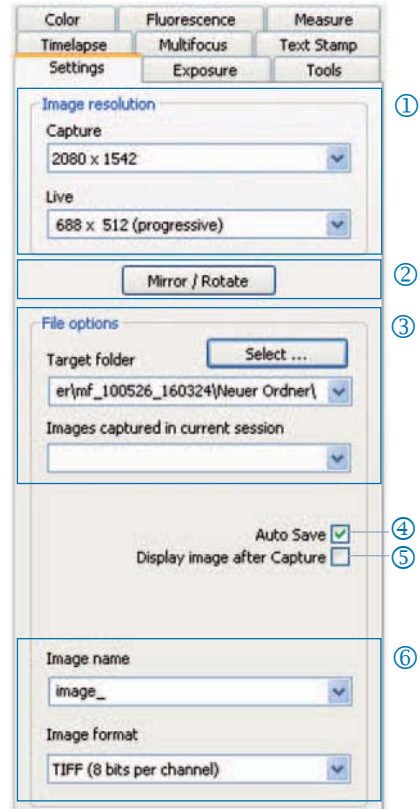 Color Fluorescence Measure
Timelapse Multifocus Text Stamp
Settings Exposure Tools
Image resolution
①
Capture
2080 x 1542
Live
688 x 512 (progressive)
Mirror / Rotate
②
File options
③
Target folder Select ...
er\mf_100526_160324\Neuer Ordner\
Images captured in current session
Auto Save
④
Display image after Capture
⑤
Image name
⑥
image_
Image format
TIFF (8 bits per channel)